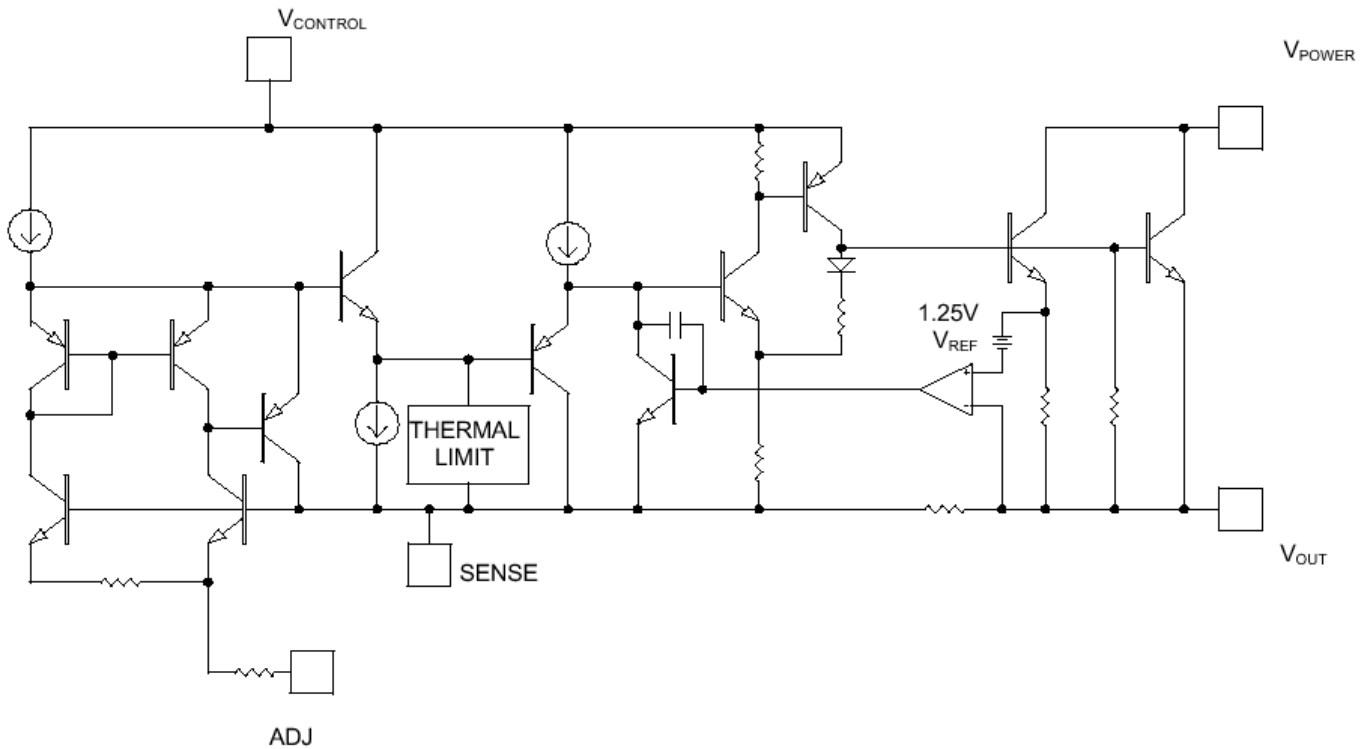 VCONTROL
VPOWER
1.25V
VREF
THERMAL
LIMIT
+
-
SENSE
VOUT
ADJ